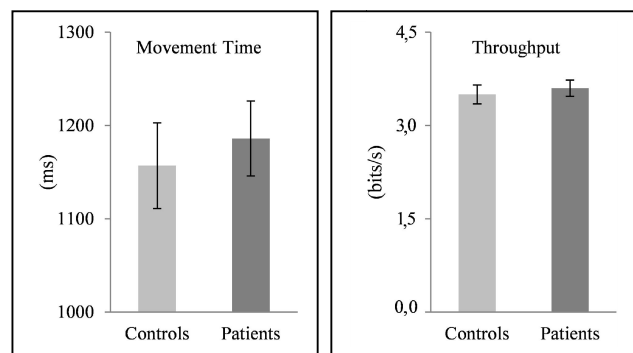 Movement Time
1300
1200
1100
1000
(ms)
Controls Patients
Throughput
4,5
3,0
1,5
0,0
(bits/s)
Controls Patients